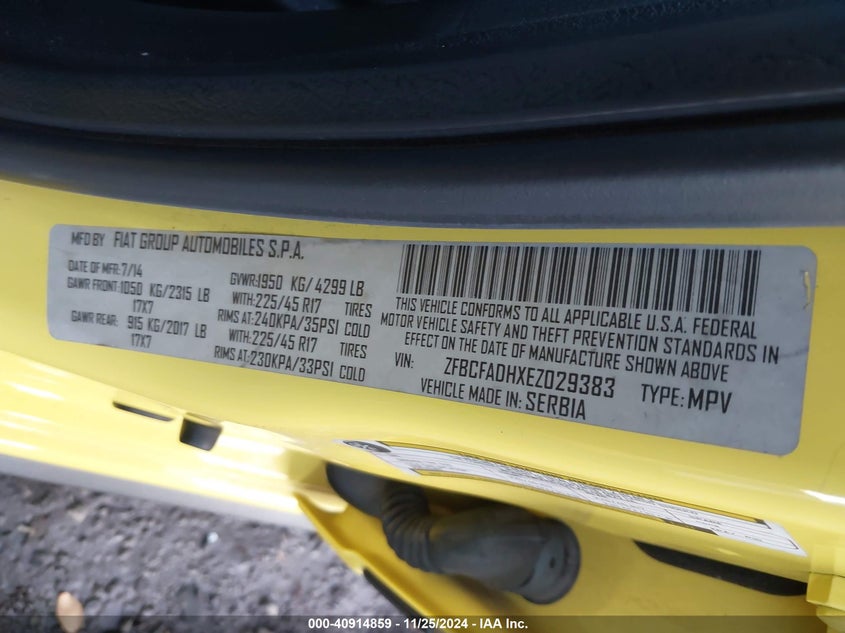 MFD BY FIAT GROUP AUTOMOBILES S.P.A.
DATE OF MFR: 7/14 GVWR: 1950 KG/ 4299 LB
GAWR FRONT: 1050 KG/2315 LB WITH: 225/45 R17 TIRES
17X7 RIMS AT: 240KPA/35PSI COLD
GAWR REAR: 915 KG/2017 LB WITH: 225/45 R17 TIRES
17X7 RIMS AT: 230KPA/33PSI COLD
THIS VEHICLE CONFORMS TO ALL APPLICABLE U.S.A. FEDERAL
MOTOR VEHICLE SAFETY AND THEFT PREVENTION STANDARDS IN
EFFECT ON THE DATE OF MANUFACTURE SHOWN ABOVE
VIN: ZFBCFADHXEZ029383 TYPE: MPV
VEHICLE MADE IN: SERBIA
000-40914859 - 11/25/2024 - IAA Inc.